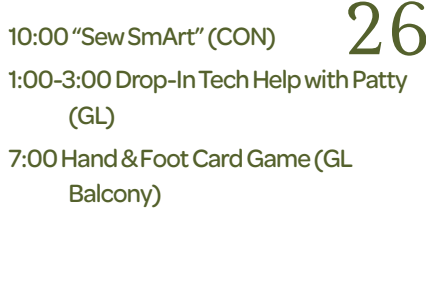 26
10:00 “Sew SmArt” (CON)
1:00-3:00 Drop-In Tech Help with Patty
(GL)
7:00 Hand & Foot Card Game (GL
Balcony)